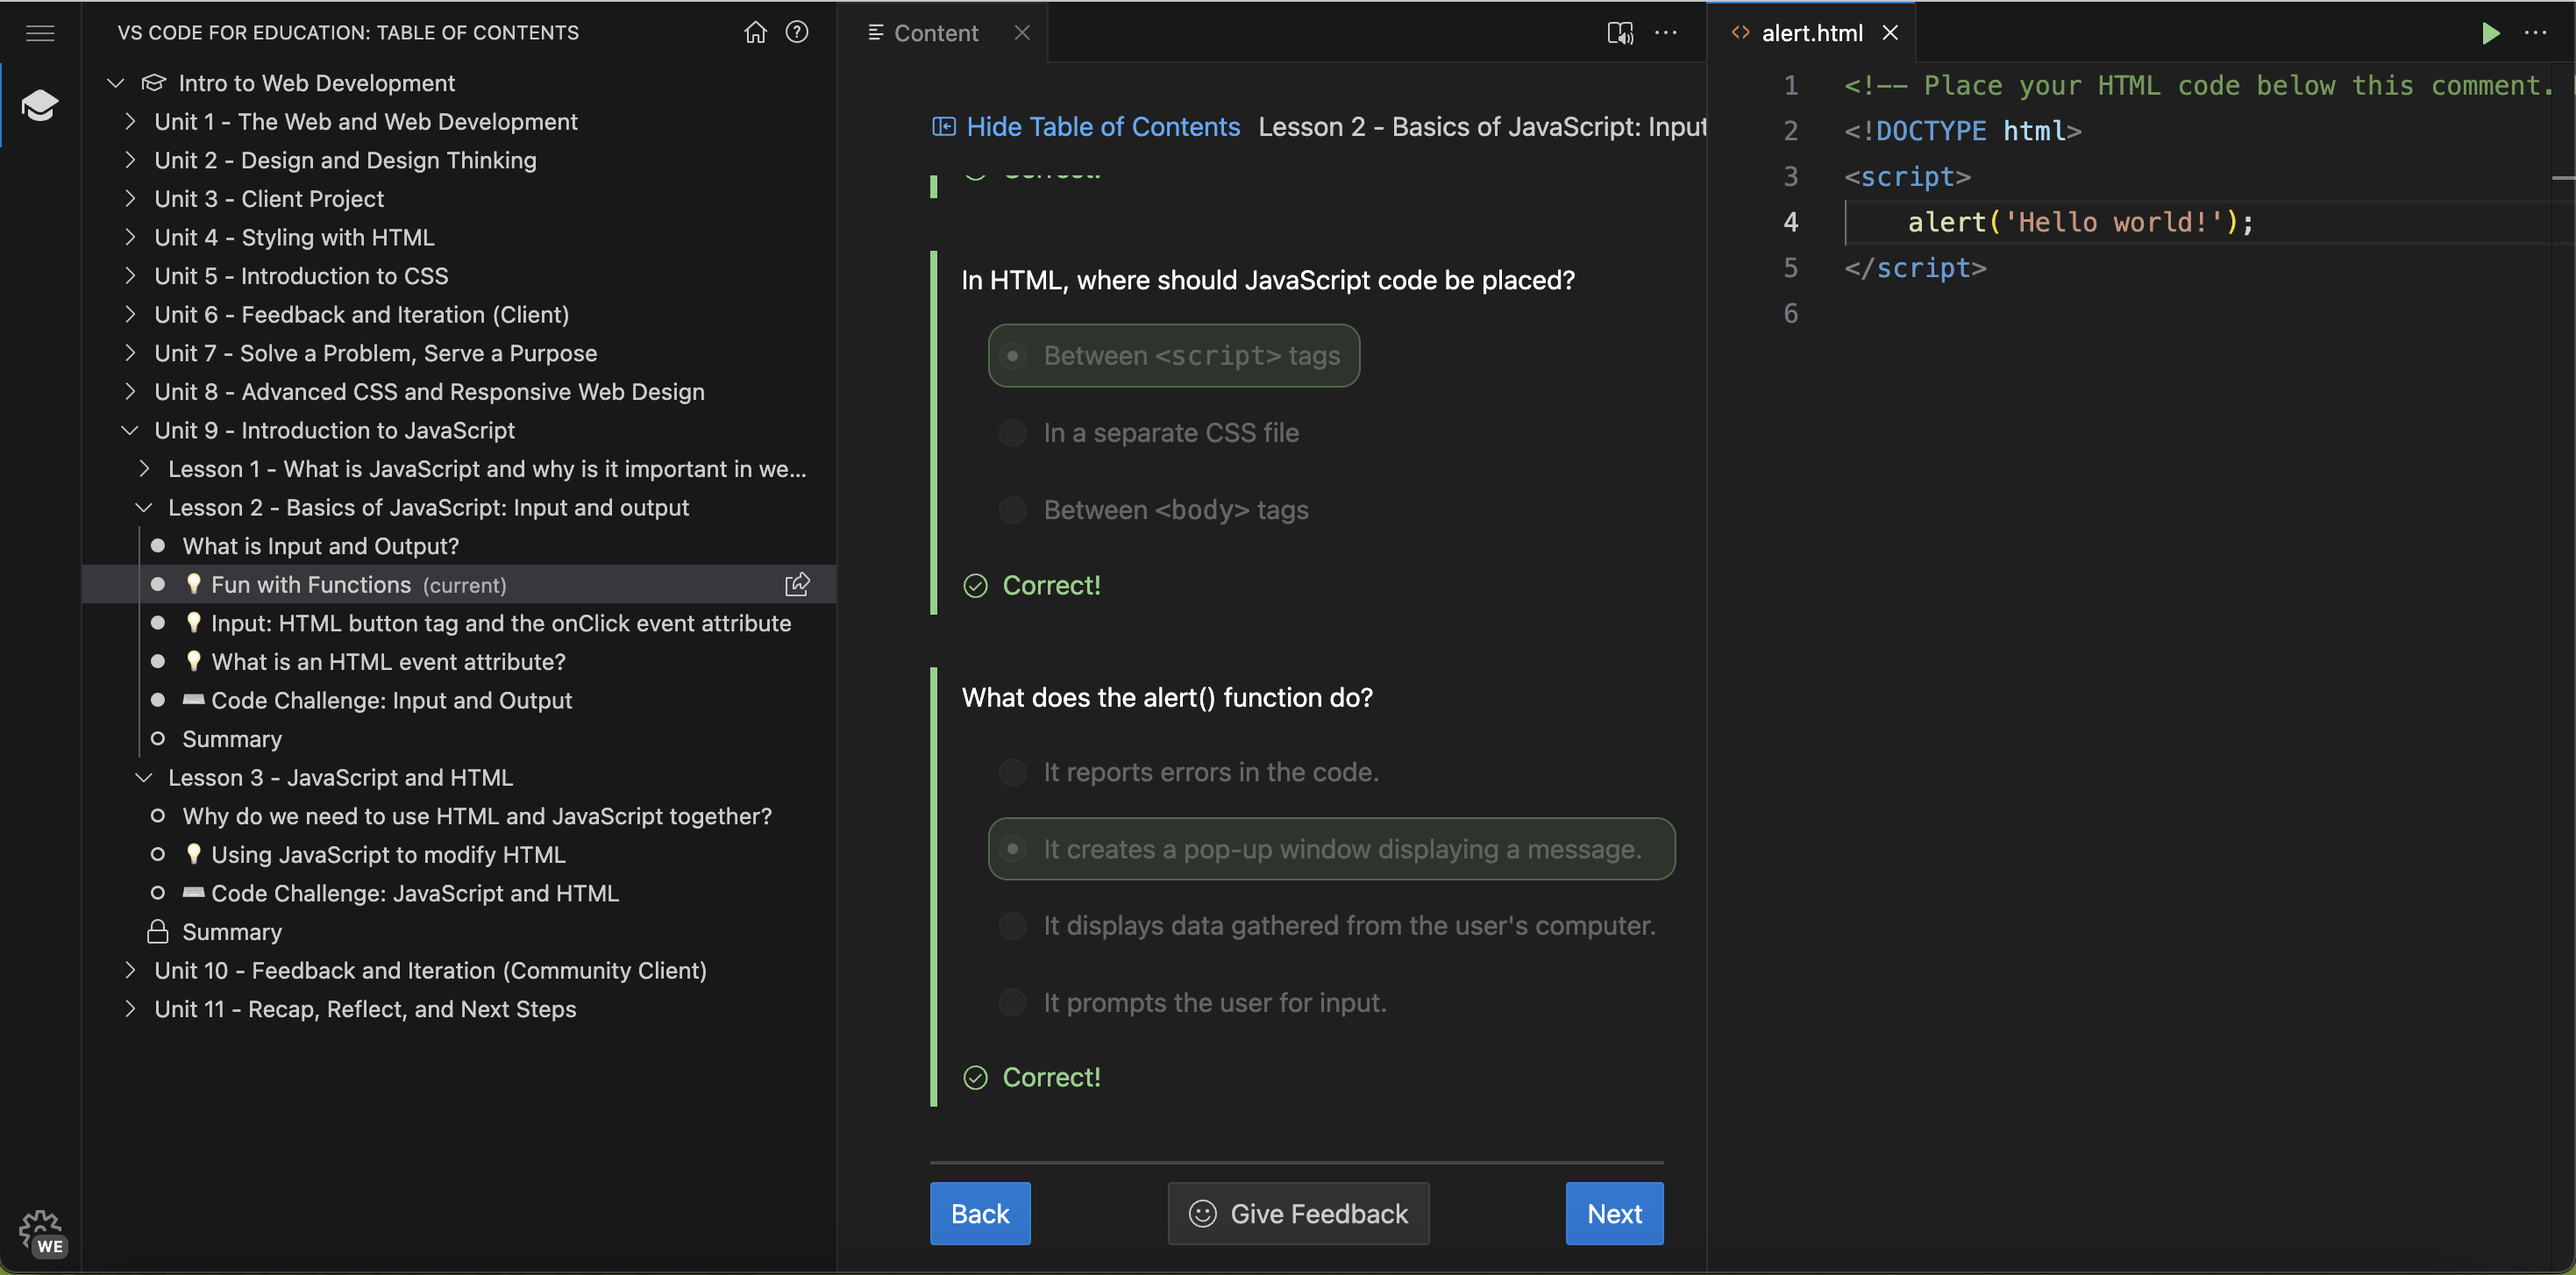 VS CODE FOR EDUCATION: TABLE OF CONTENTS
Intro to Web Development
Unit 1 - The Web and Web Development
Unit 2 - Design and Design Thinking
Unit 3 - Client Project
Unit 4 - Styling with HTML
Unit 5 - Introduction to CSS
Unit 6 - Feedback and Iteration (Client)
Unit 7 - Solve a Problem, Serve a Purpose
Unit 8 - Advanced CSS and Responsive Web Design
Unit 9 - Introduction to JavaScript
Lesson 1 - What is JavaScript and why is it important in we...
Lesson 2 - Basics of JavaScript: Input and output
What is Input and Output?
Fun with Functions (current)
Input: HTML button tag and the onClick event attribute
What is an HTML event attribute?
Code Challenge: Input and Output
Summary
Lesson 3 - JavaScript and HTML
Why do we need to use HTML and JavaScript together?
Using JavaScript to modify HTML
Code Challenge: JavaScript and HTML
Summary
Unit 10 - Feedback and Iteration (Community Client)
Unit 11 - Recap, Reflect, and Next Steps
WE
Content
Hide Table of Contents Lesson 2 - Basics of JavaScript: Input
Correct!
In HTML, where should JavaScript code be placed?
Between <script> tags
In a separate CSS file
Between <body> tags
Correct!
What does the alert() function do?
It reports errors in the code.
It creates a pop-up window displaying a message.
It displays data gathered from the user's computer.
It prompts the user for input.
Correct!
Back
Give Feedback
Next
alert.html
1 <!-- Place your HTML code below this comment.
2 <!DOCTYPE html>
3 <script>
4 alert('Hello world!');
5 </script>
6